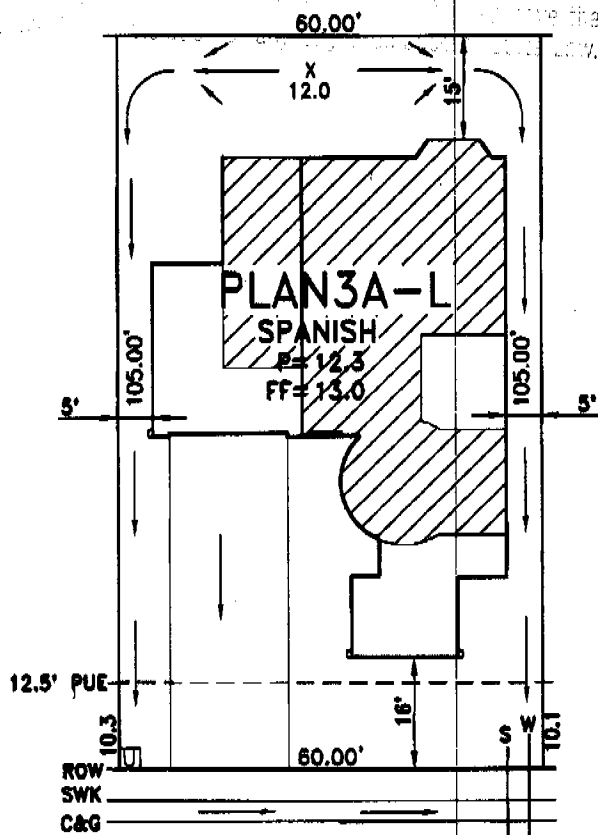 60.00'
X
12.0
15'
PLAN3A-L
SPANISH
P= 12.3
FF= 13.0
105.00'
105.00'
5'
5'
12.5' PUE
16'
10.3
10.1
S
W
U
ROW
60.00'
SWK
C&G